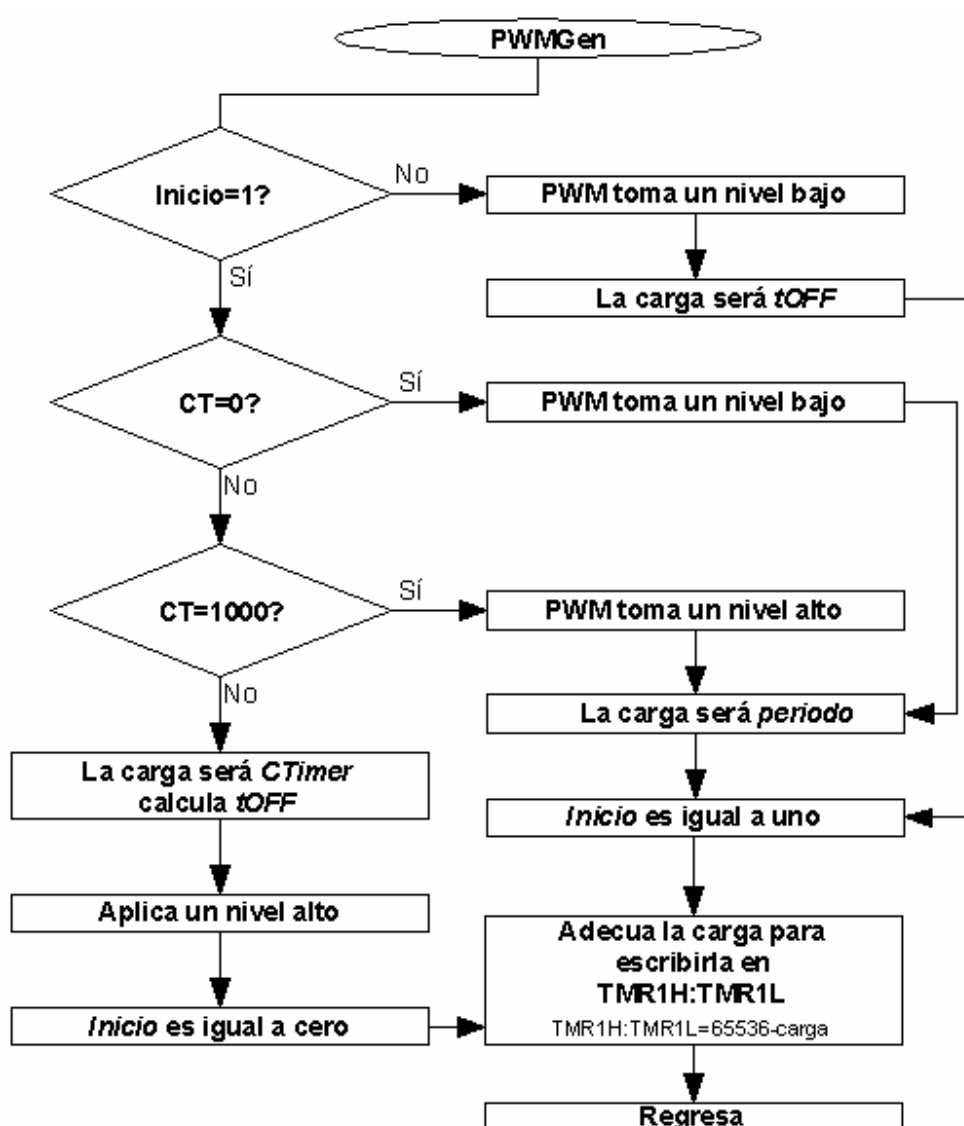 PWMGen
Inicio=1?
No
PWM toma un nivel bajo
Sí
La carga será tOFF
CT=0?
Sí
PWM toma un nivel bajo
No
CT=1000?
Sí
PWM toma un nivel alto
No
La carga será periodo
La carga será CTimer
calcula tOFF
Inicio es igual a uno
Aplica un nivel alto
Adecua la carga para
escribirla en
TMR1H:TMR1L
TMR1H:TMR1L=65536-carga
Inicio es igual a cero
Regresa